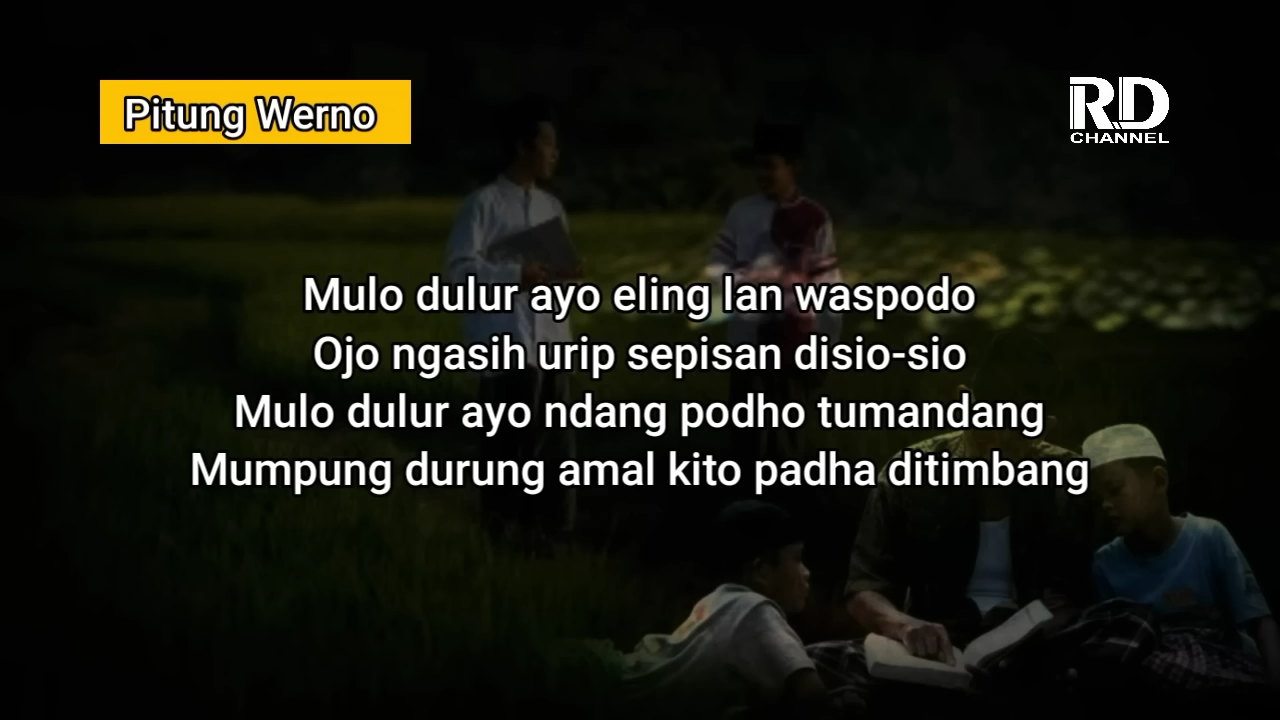 Pitung Werno
RD
CHANNEL
Mulo dulur ayo eling lan waspodo
Ojo ngasih urip sepisan disio-sio
Mulo dulur ayo ndang podho tumandang
Mumpung durung amal kito padha ditimbang